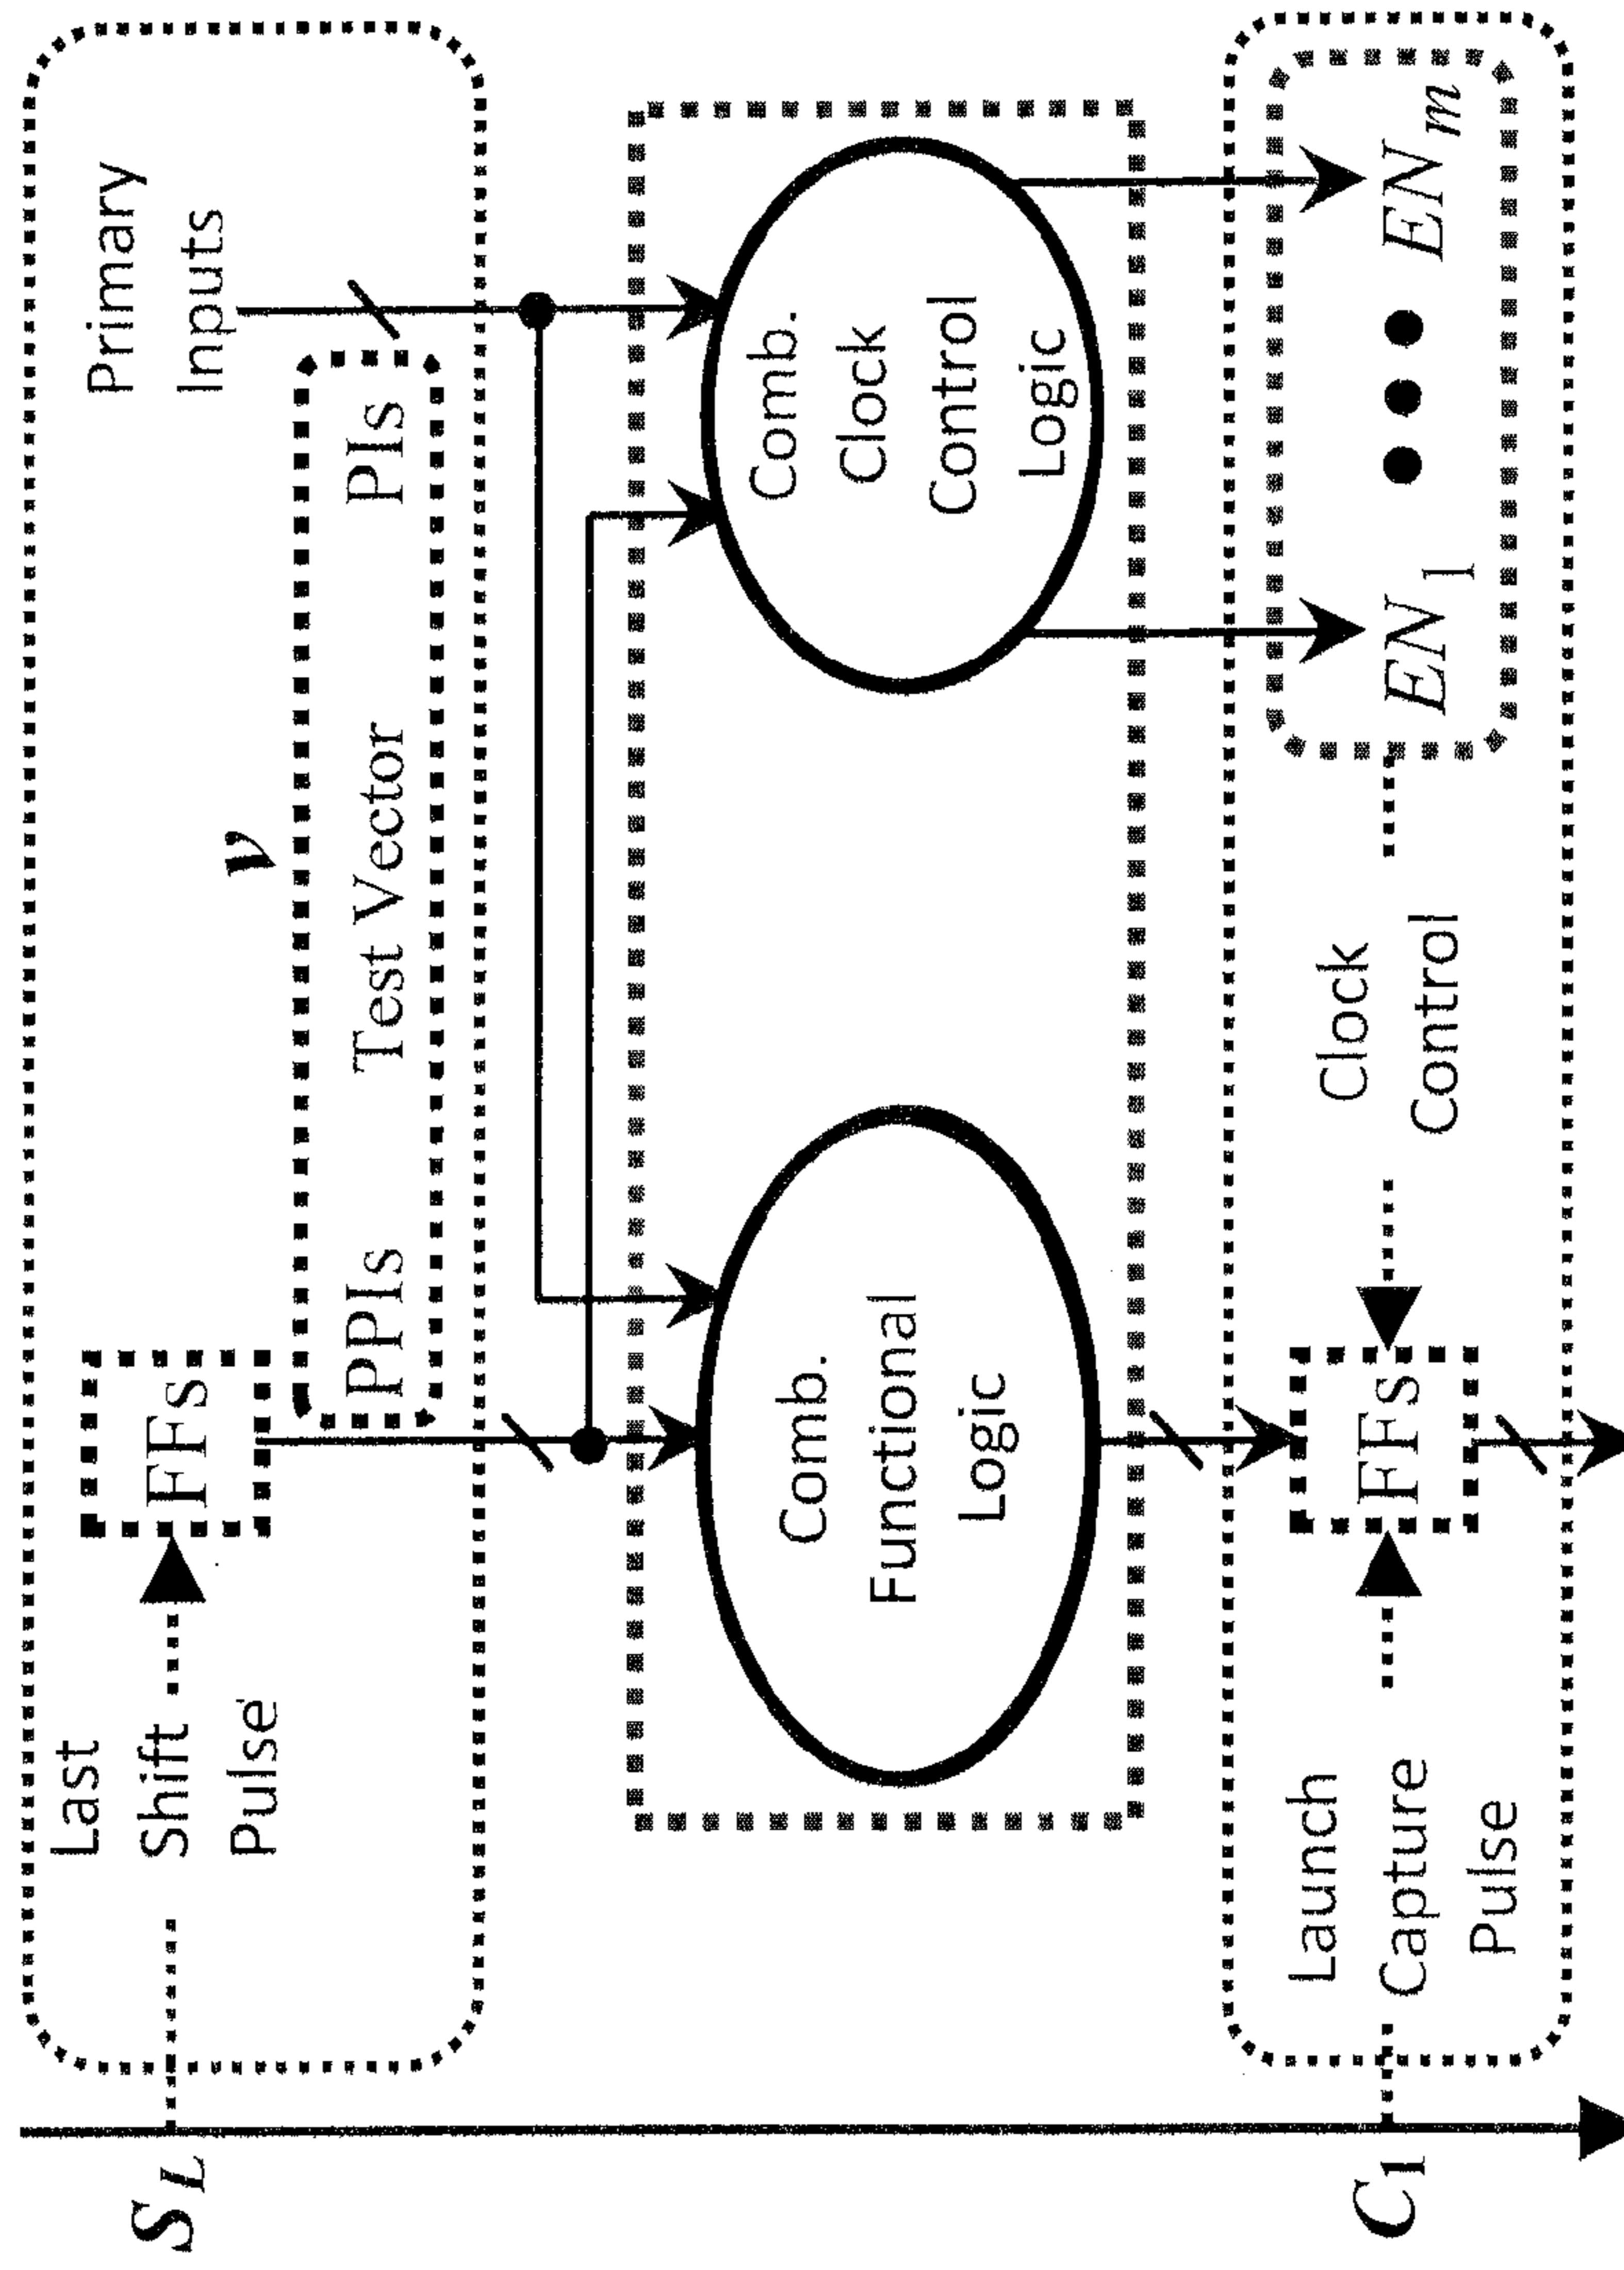 S_L
Last
Shift
Pulse
FFs
Primary
Inputs
v
PPIs Test Vector PIs
Comb.
Functional
Logic
Comb.
Clock
Control
Logic
C_1
Launch
Capture
Pulse
FFs
Clock
Control
EN_1 ● ● ● EN_m